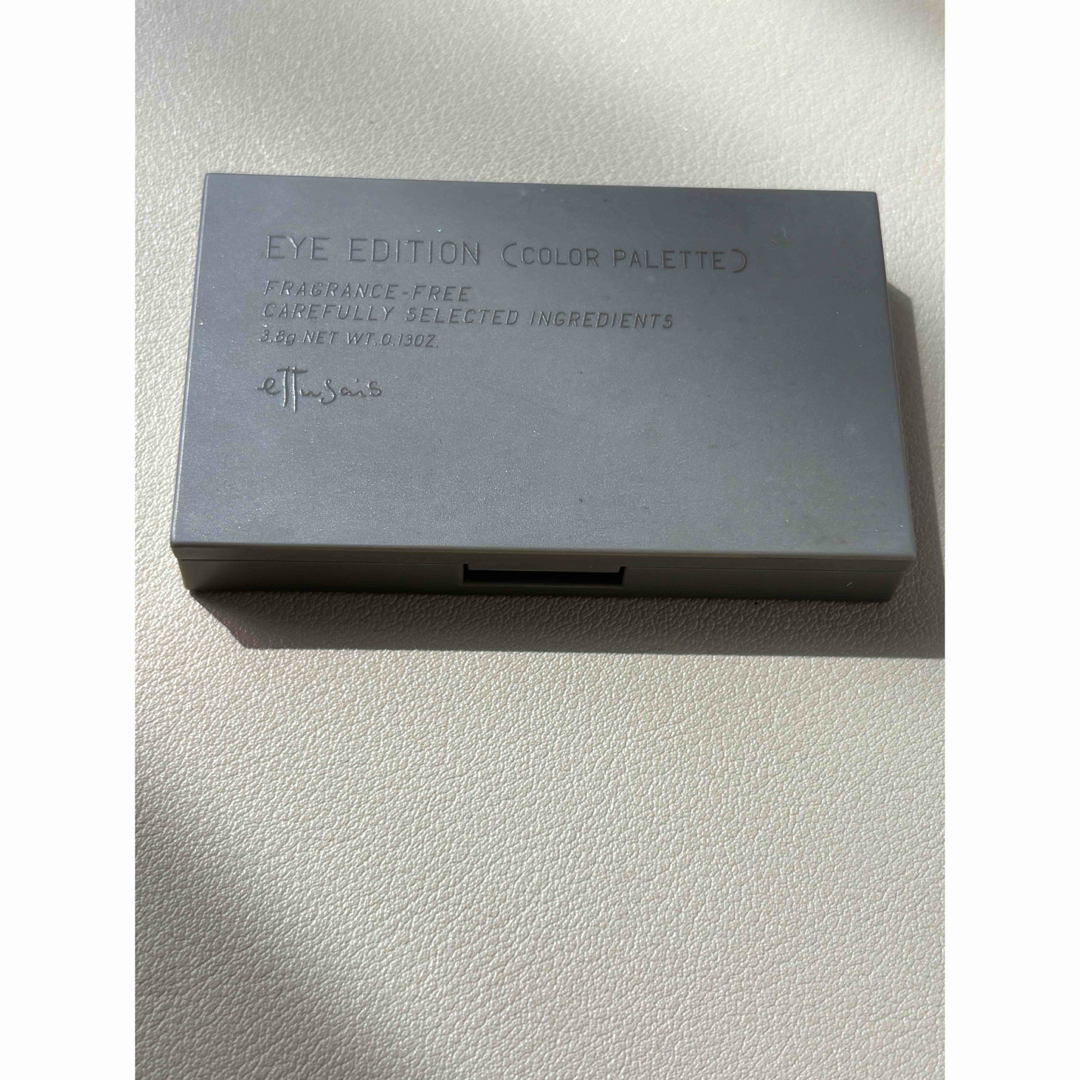 EYE EDITION (COLOR PALETTE)
FRAGRANCE-FREE
CAREFULLY SELECTED INGREDIENTS
3.8g NET WT.0.13OZ.
ettusais